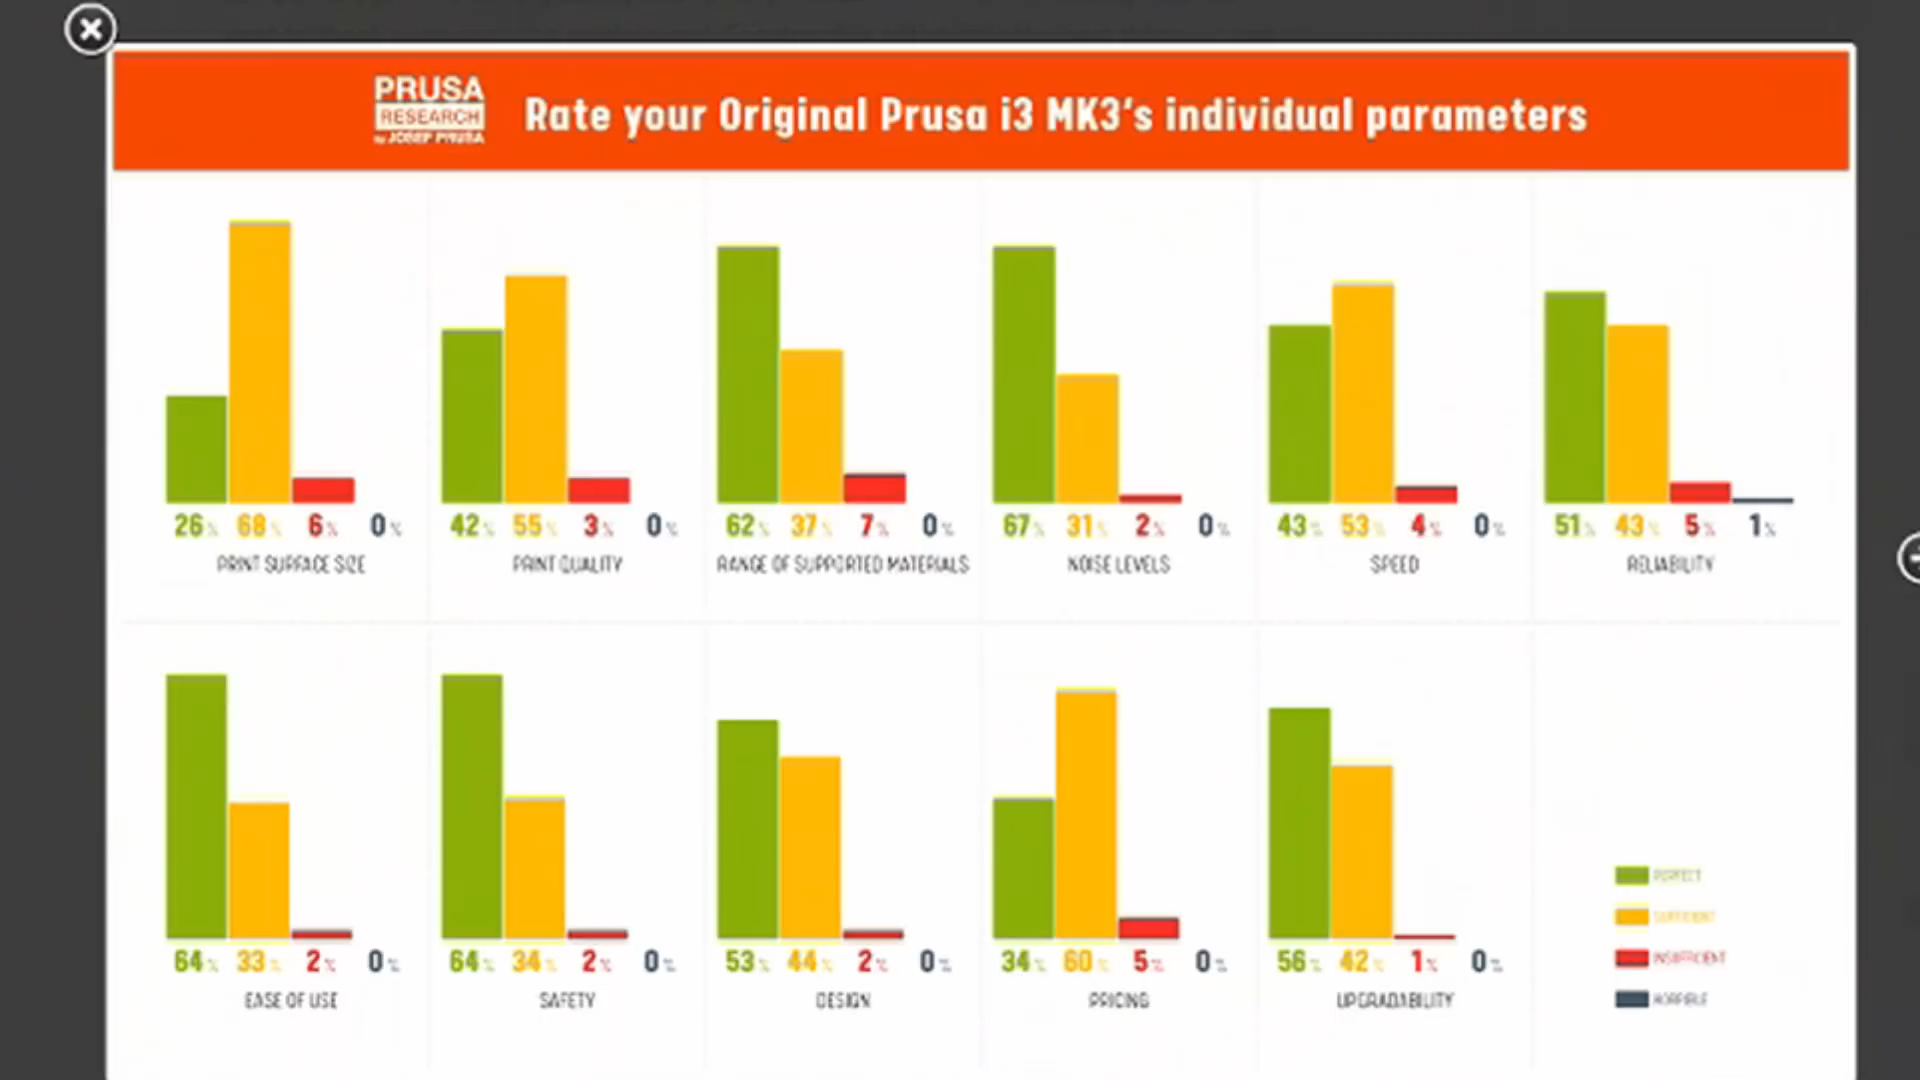 PRUSA
RESEARCH
by JOSEF PRUSA
Rate your Original Prusa i3 MK3's individual parameters
26% 68% 6% 0%
PRINT SURFACE SIZE
42% 55% 3% 0%
PRINT QUALITY
62% 37% 7% 0%
RANGE OF SUPPORTED MATERIALS
67% 31% 2% 0%
NOISE LEVELS
43% 53% 4% 0%
SPEED
51% 43% 5% 1%
RELIABILITY
64% 33% 2% 0%
EASE OF USE
64% 34% 2% 0%
SAFETY
53% 44% 2% 0%
DESIGN
34% 60% 5% 0%
PRICING
56% 42% 1% 0%
UPGRADABILITY
PERFECT
SUFFICIENT
INSUFFICIENT
HORRIBLE